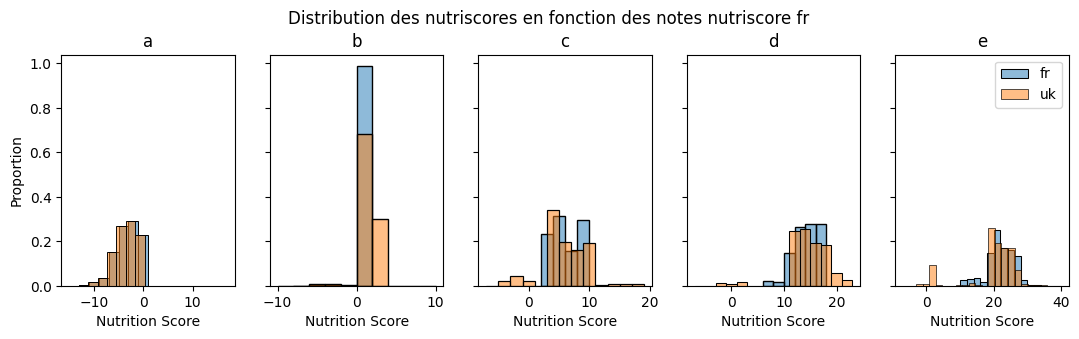 Distribution des nutriscores en fonction des notes nutriscore fr
a b c d e
fr
uk
Proportion
1.0
0.8
0.6
0.4
0.2
0.0
−10 0 10 −10 0 10 0 10 20 0 10 20 0 20 40
Nutrition Score Nutrition Score Nutrition Score Nutrition Score Nutrition Score